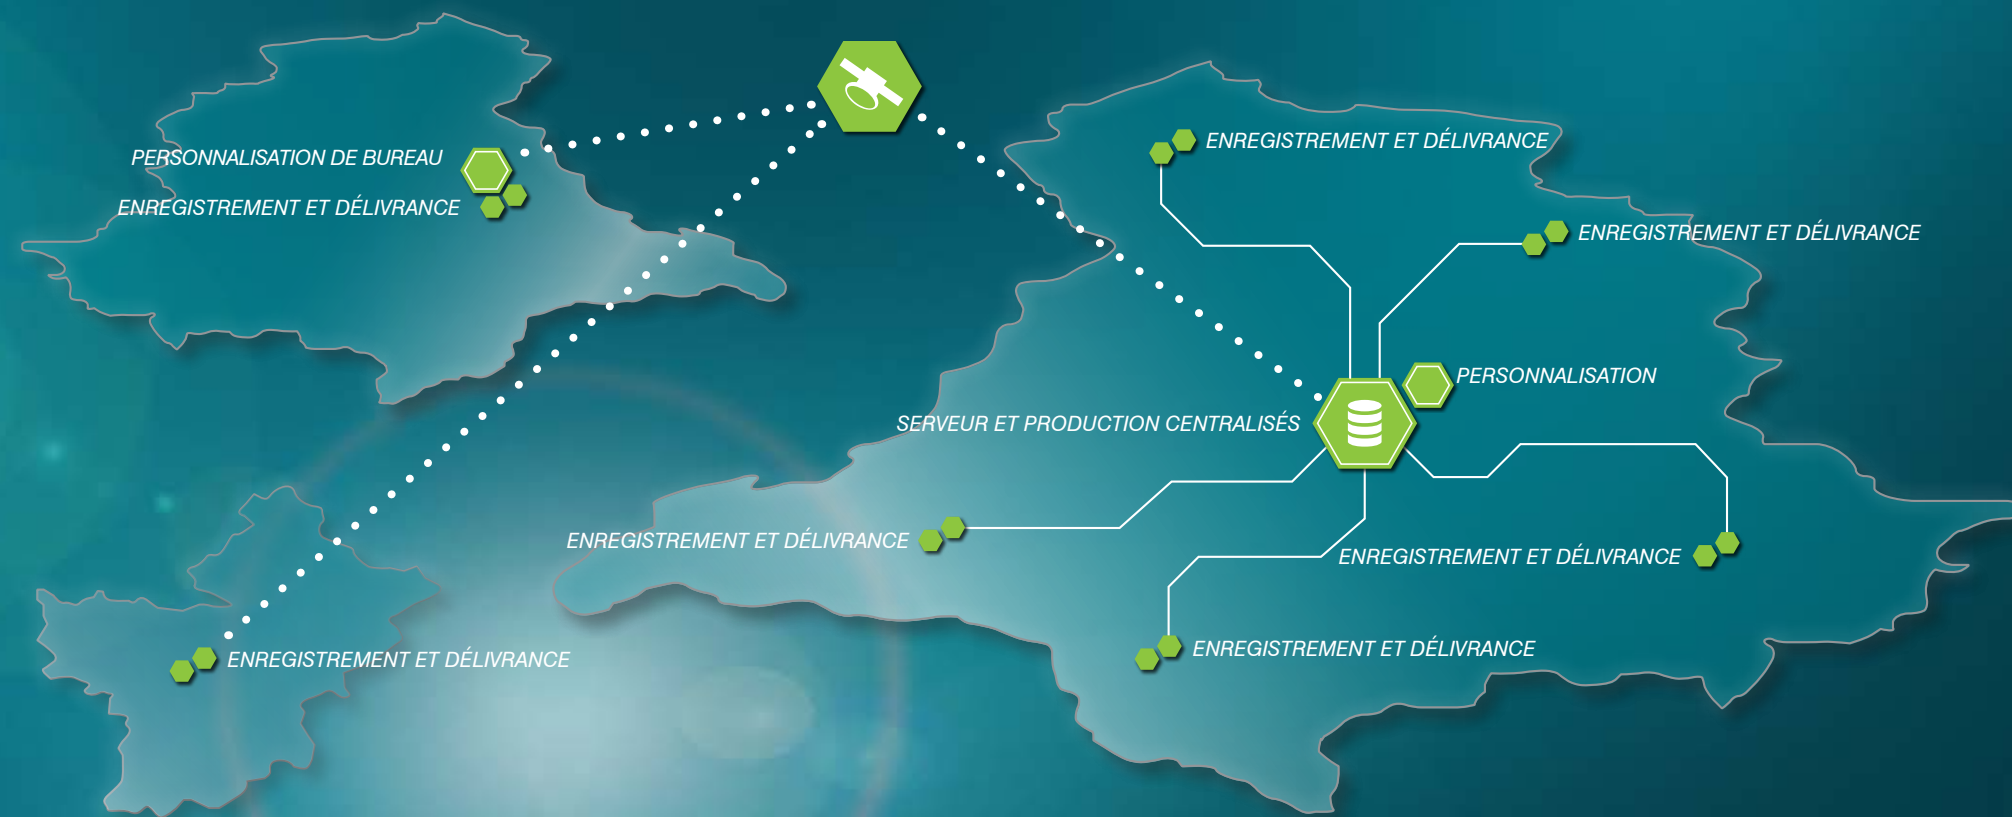 ENREGISTREMENT ET DÉLIVRANCE
PERSONNALISATION DE BUREAU
ENREGISTREMENT ET DÉLIVRANCE
ENREGISTREMENT ET DÉLIVRANCE
PERSONNALISATION
SERVEUR ET PRODUCTION CENTRALISÉS
ENREGISTREMENT ET DÉLIVRANCE
ENREGISTREMENT ET DÉLIVRANCE
ENREGISTREMENT ET DÉLIVRANCE
ENREGISTREMENT ET DÉLIVRANCE